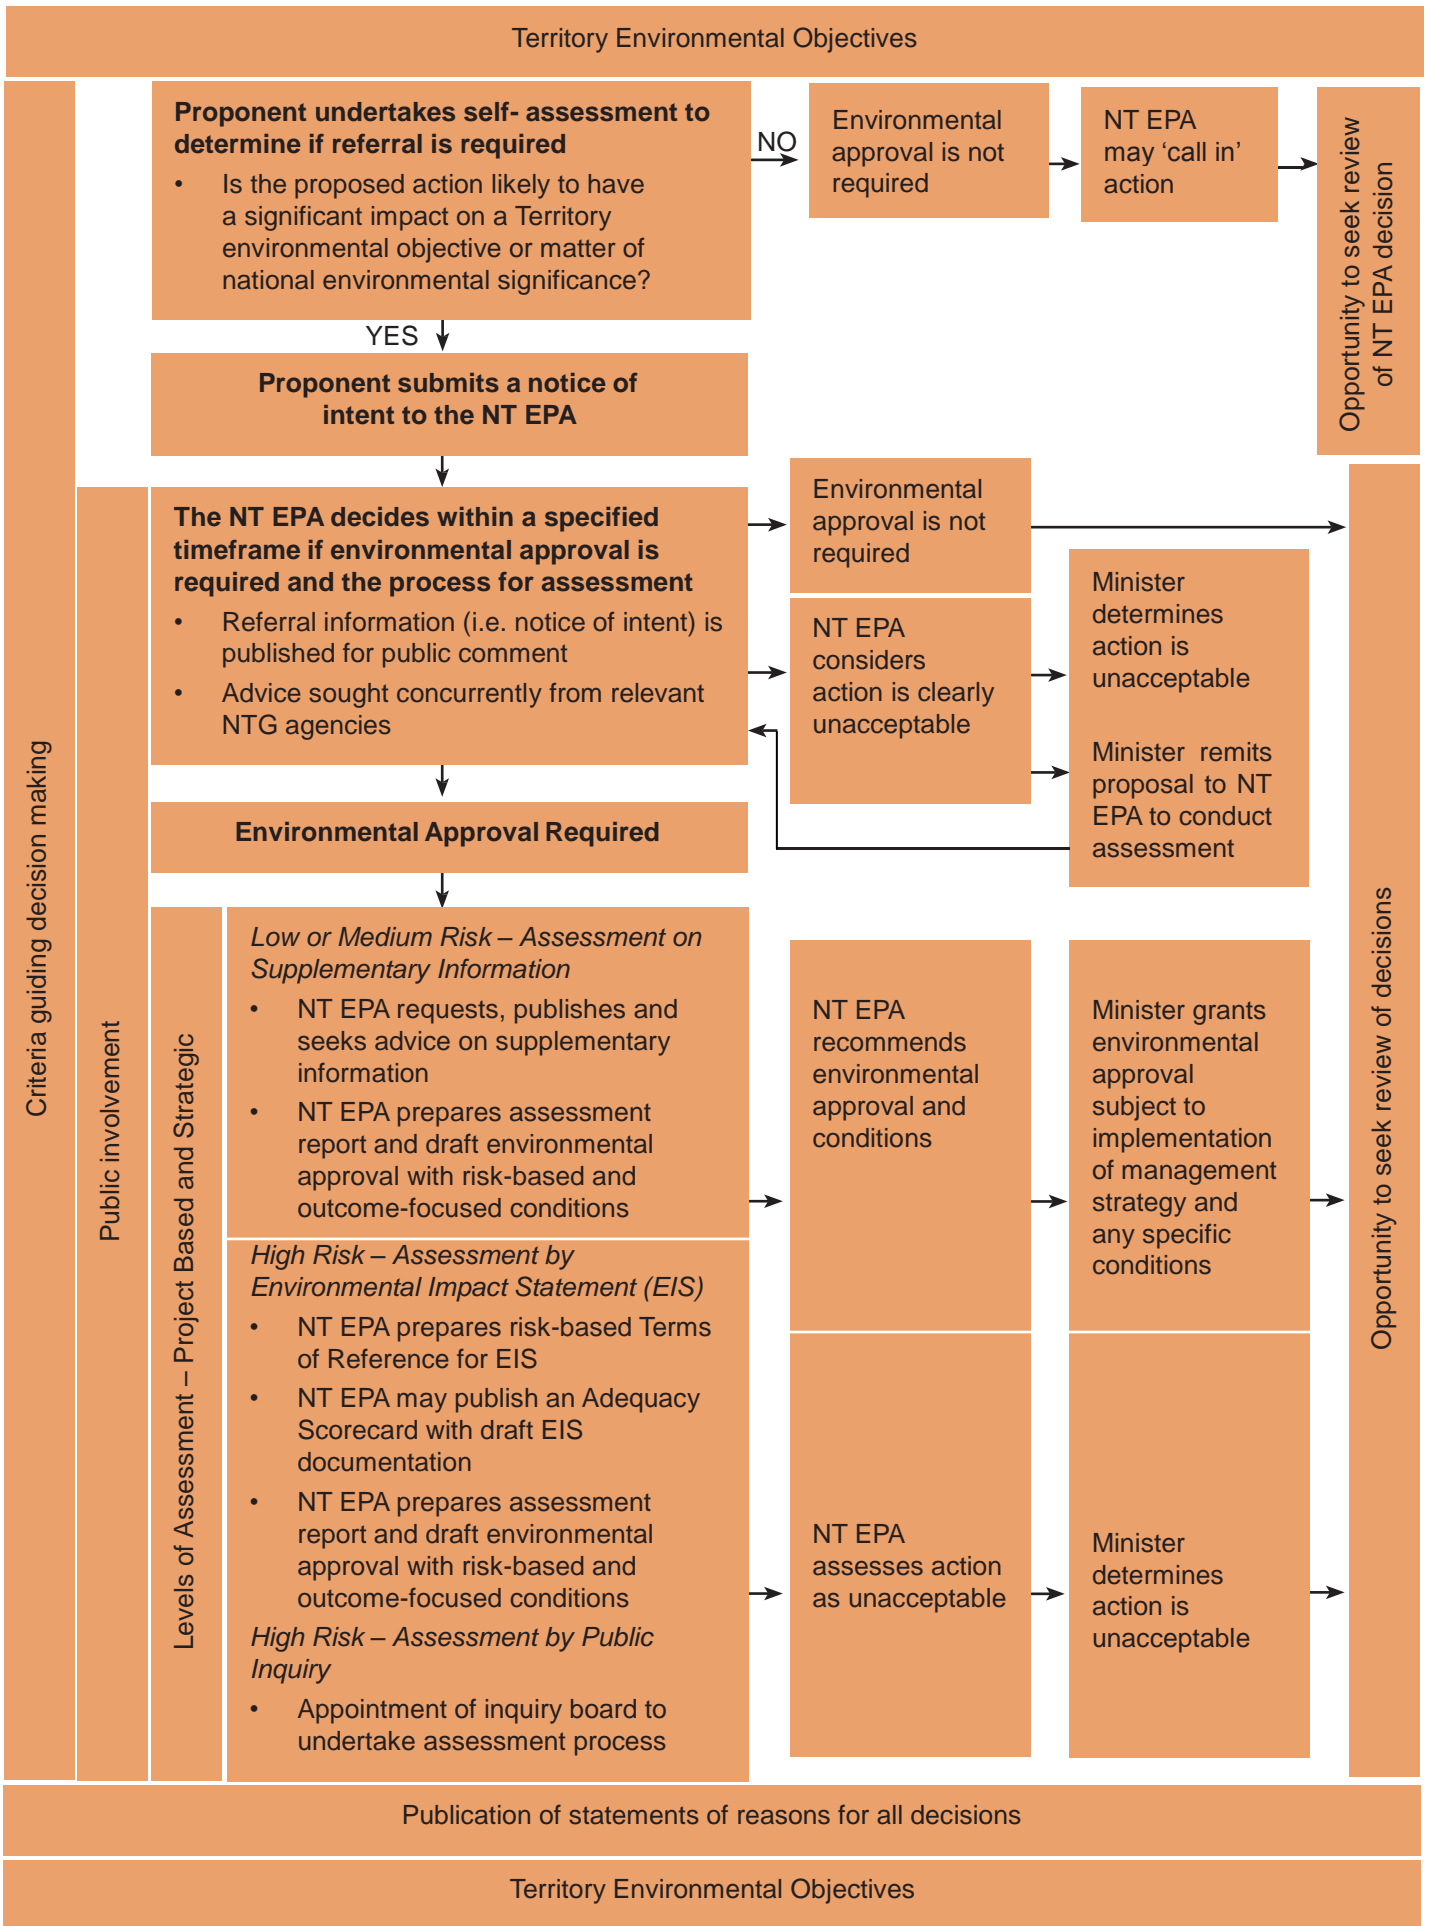 Territory Environmental Objectives
Proponent undertakes self- assessment to
determine if referral is required
• Is the proposed action likely to have
a significant impact on a Territory
environmental objective or matter of
national environmental significance?
NO
Environmental
approval is not
required
NT EPA
may ‘call in’
action
Opportunity to seek review
of NT EPA decision
YES
Proponent submits a notice of
intent to the NT EPA
The NT EPA decides within a specified
timeframe if environmental approval is
required and the process for assessment
• Referral information (i.e. notice of intent) is
published for public comment
• Advice sought concurrently from relevant
NTG agencies
Environmental
approval is not
required
NT EPA
considers
action is clearly
unacceptable
Minister
determines
action is
unacceptable
Minister remits
proposal to NT
EPA to conduct
assessment
Environmental Approval Required
Criteria guiding decision making
Public involvement
Levels of Assessment – Project Based and Strategic
Low or Medium Risk – Assessment on
Supplementary Information
• NT EPA requests, publishes and
seeks advice on supplementary
information
• NT EPA prepares assessment
report and draft environmental
approval with risk-based and
outcome-focused conditions
High Risk – Assessment by
Environmental Impact Statement (EIS)
• NT EPA prepares risk-based Terms
of Reference for EIS
• NT EPA may publish an Adequacy
Scorecard with draft EIS
documentation
• NT EPA prepares assessment
report and draft environmental
approval with risk-based and
outcome-focused conditions
High Risk – Assessment by Public
Inquiry
• Appointment of inquiry board to
undertake assessment process
NT EPA
recommends
environmental
approval and
conditions
Minister grants
environmental
approval
subject to
implementation
of management
strategy and
any specific
conditions
NT EPA
assesses action
as unacceptable
Minister
determines
action is
unacceptable
Opportunity to seek review of decisions
Publication of statements of reasons for all decisions
Territory Environmental Objectives